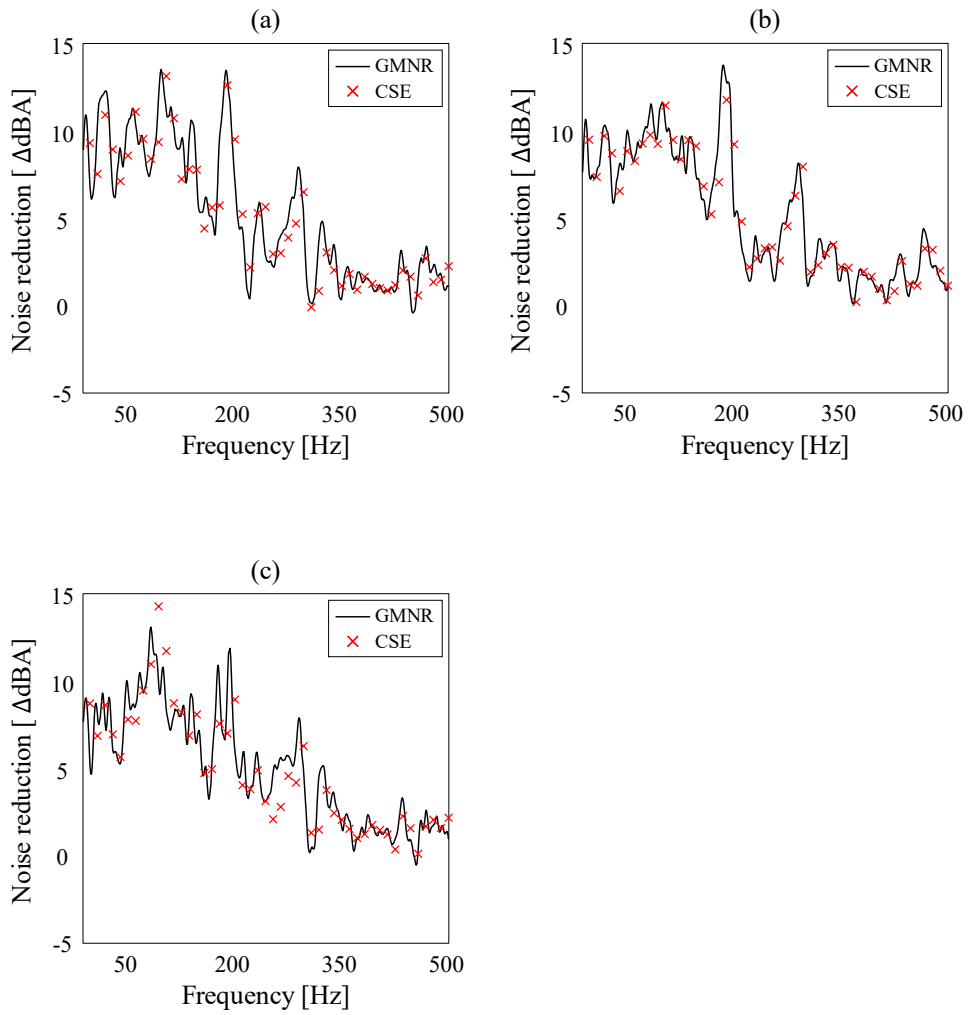 (a)
15
10
5
0
-5
Noise reduction [ ΔdBA]
GMNR
CSE
50 200 350 500
Frequency [Hz]
(b)
15
10
5
0
-5
Noise reduction [ ΔdBA]
GMNR
CSE
50 200 350 500
Frequency [Hz]
(c)
15
10
5
0
-5
Noise reduction [ ΔdBA]
GMNR
CSE
50 200 350 500
Frequency [Hz]